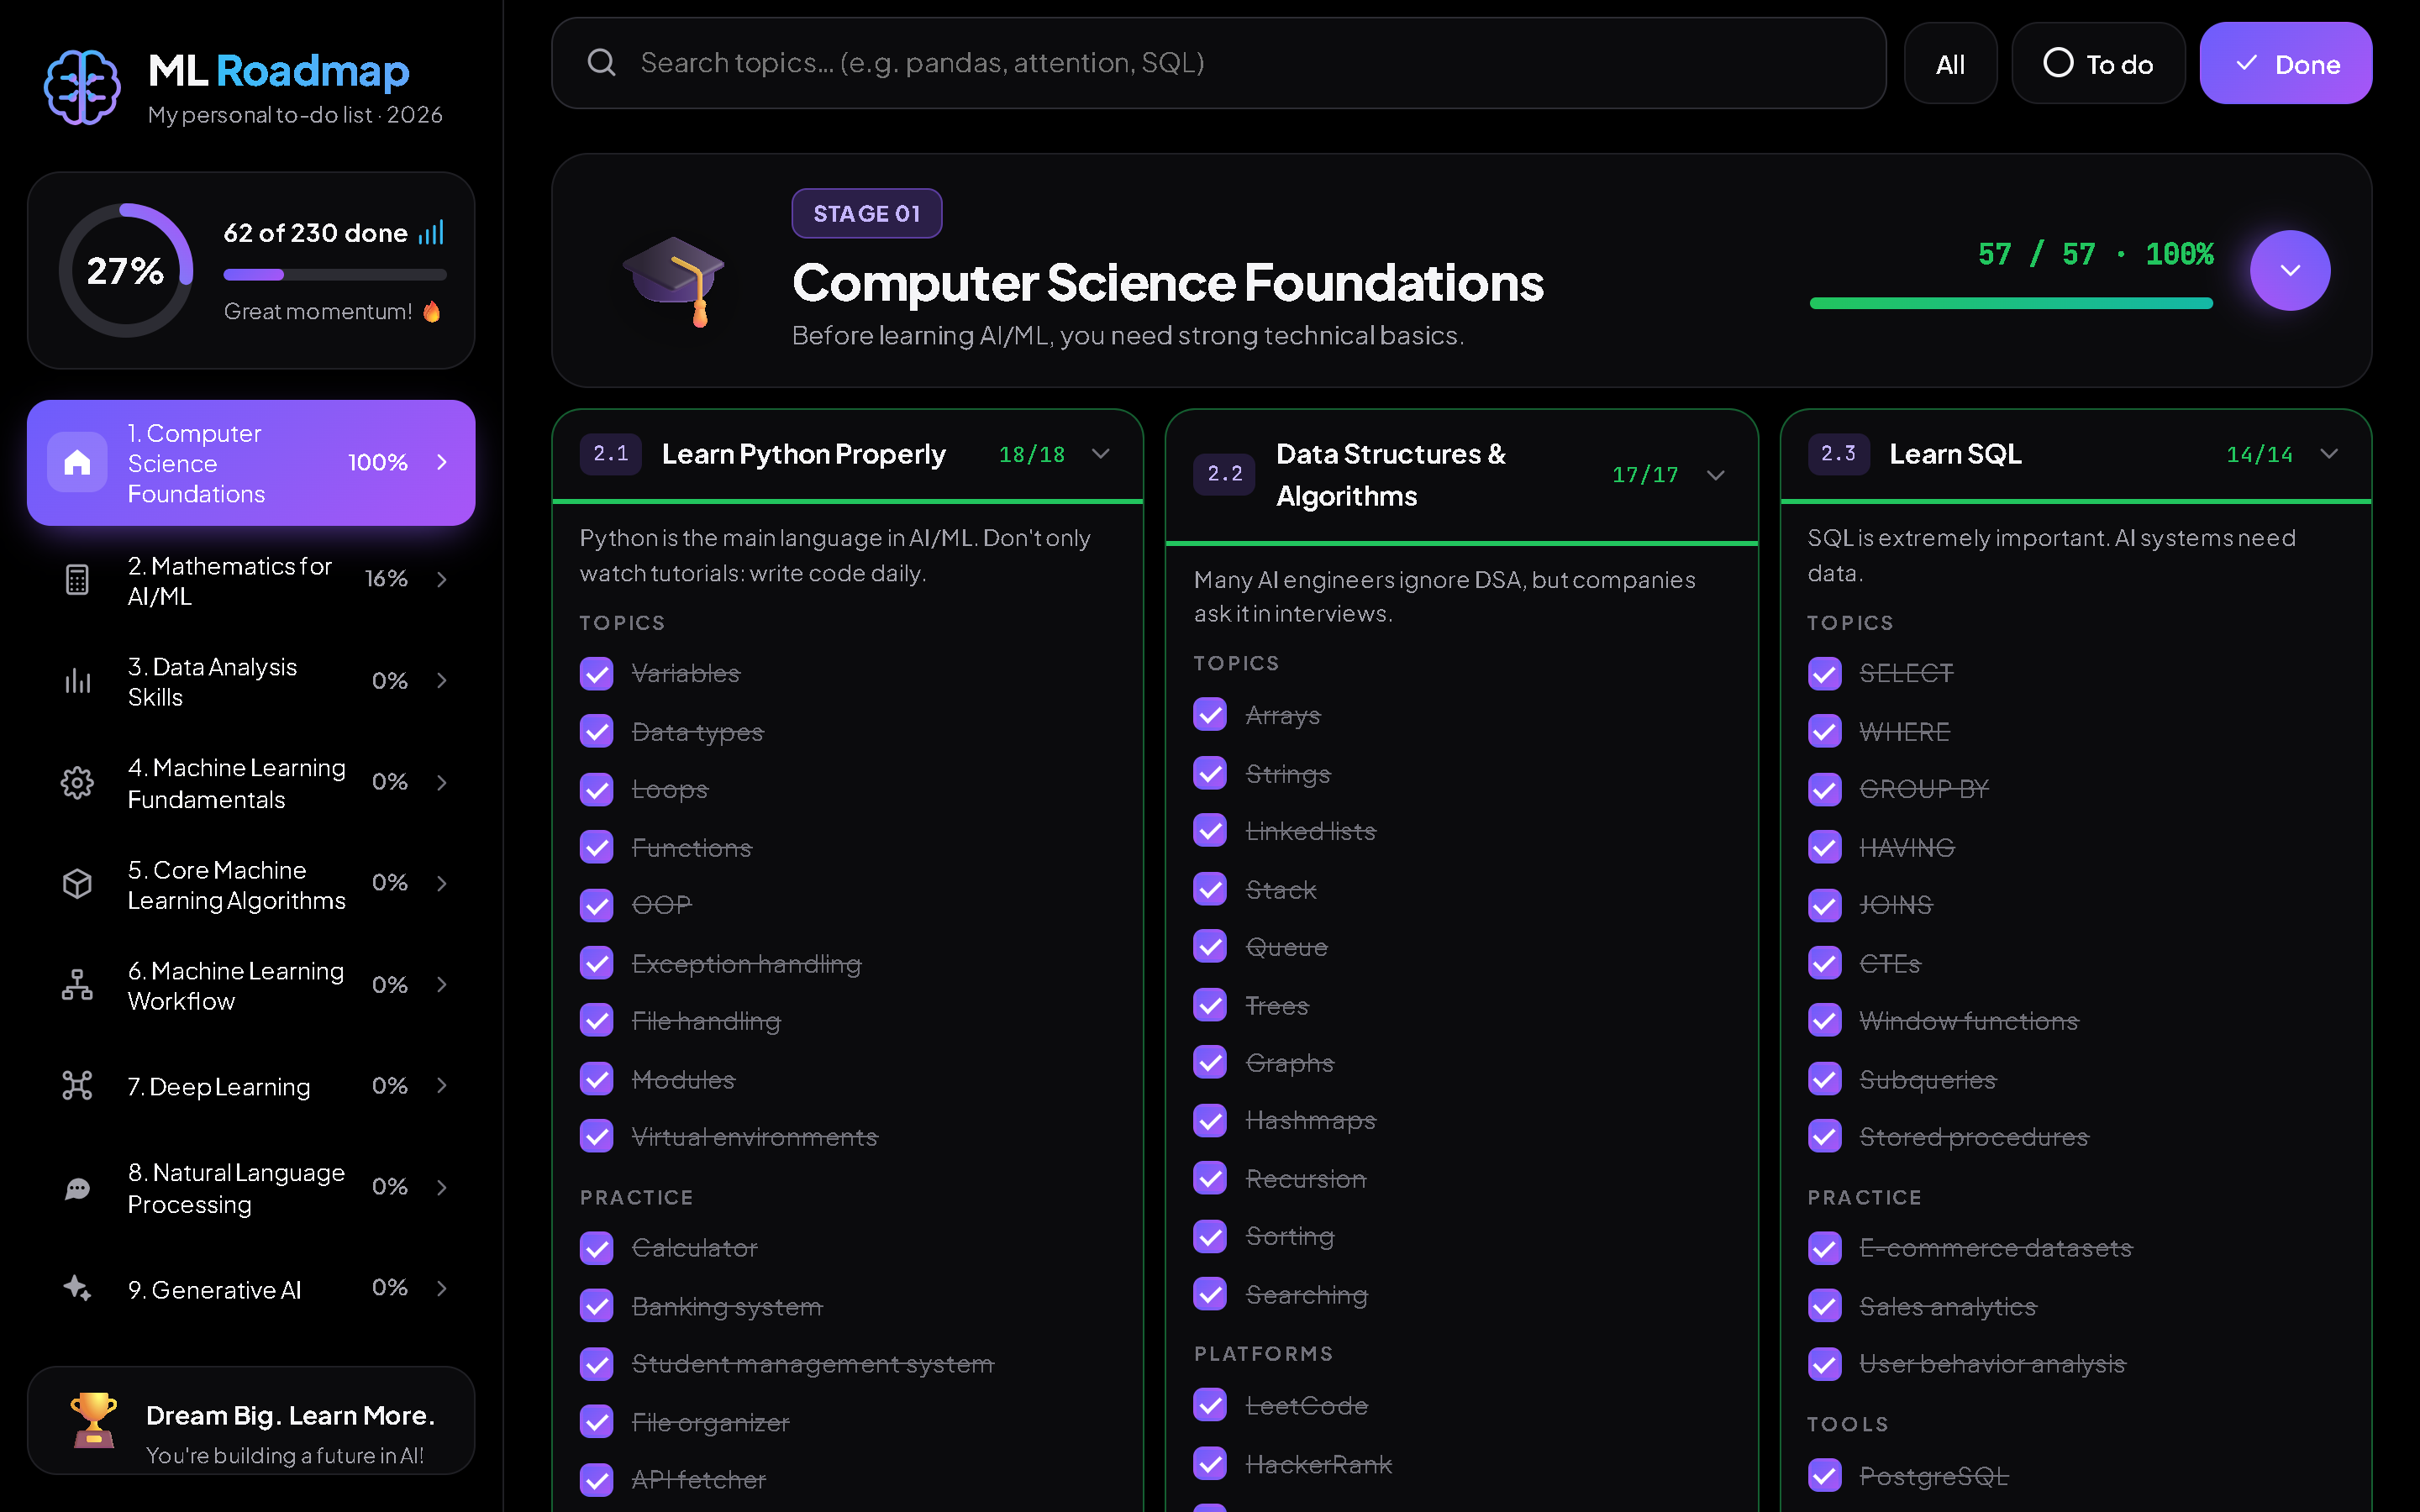 ML Roadmap
My personal to-do list · 2026
27%
62 of 230 done
Great momentum!
1. Computer
Science
Foundations
100%
2. Mathematics for
AI/ML
16%
3. Data Analysis
Skills
0%
4. Machine Learning
Fundamentals
0%
5. Core Machine
Learning Algorithms
0%
6. Machine Learning
Workflow
0%
7. Deep Learning
0%
8. Natural Language
Processing
0%
9. Generative AI
0%
Dream Big. Learn More.
You're building a future in AI!
Search topics... (e.g. pandas, attention, SQL)
All
To do
Done
STAGE 01
Computer Science Foundations
Before learning AI/ML, you need strong technical basics.
57 / 57 · 100%
2.1
Learn Python Properly
18/18
Python is the main language in AI/ML. Don't only
watch tutorials: write code daily.
TOPICS
Variables
Data types
Loops
Functions
OOP
Exception handling
File handling
Modules
Virtual environments
PRACTICE
Calculator
Banking system
Student management system
File organizer
API fetcher
2.2
Data Structures &
Algorithms
17/17
Many AI engineers ignore DSA, but companies
ask it in interviews.
TOPICS
Arrays
Strings
Linked lists
Stack
Queue
Trees
Graphs
Hashmaps
Recursion
Sorting
Searching
PLATFORMS
LeetCode
HackerRank
2.3
Learn SQL
14/14
SQL is extremely important. AI systems need
data.
TOPICS
SELECT
WHERE
GROUP BY
HAVING
JOINS
CTEs
Window functions
Subqueries
Stored procedures
PRACTICE
E-commerce datasets
Sales analytics
User behavior analysis
TOOLS
PostgreSQL